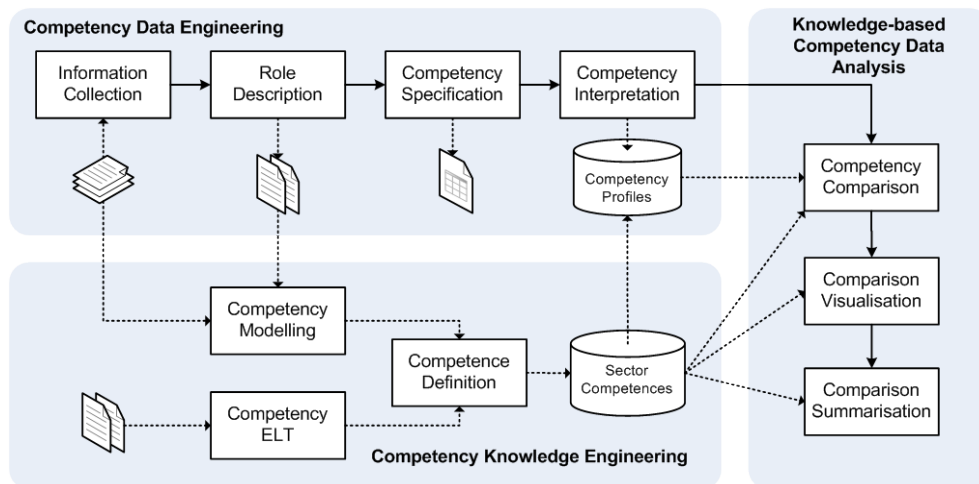 Competency Data Engineering
Information
Collection
Role
Description
Competency
Specification
Competency
Interpretation
Competency
Profiles
Knowledge-based
Competency Data
Analysis
Competency
Comparison
Comparison
Visualisation
Comparison
Summarisation
Competency
Modelling
Competence
Definition
Sector
Competences
Competency
ELT
Competency Knowledge Engineering